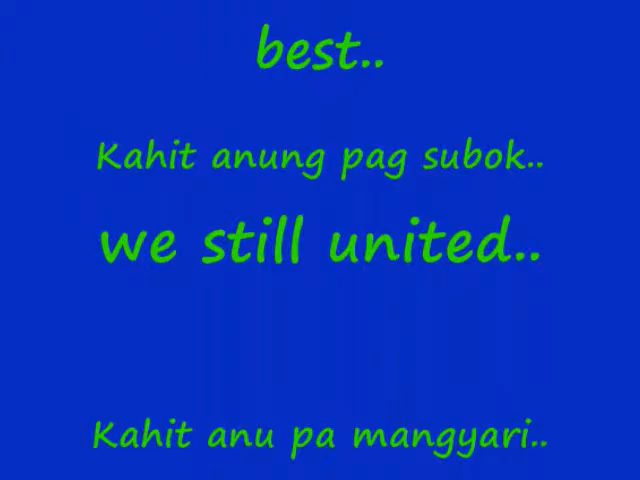 best..
Kahit anung pag subok..
we still united..
Kahit anu pa mangyari..